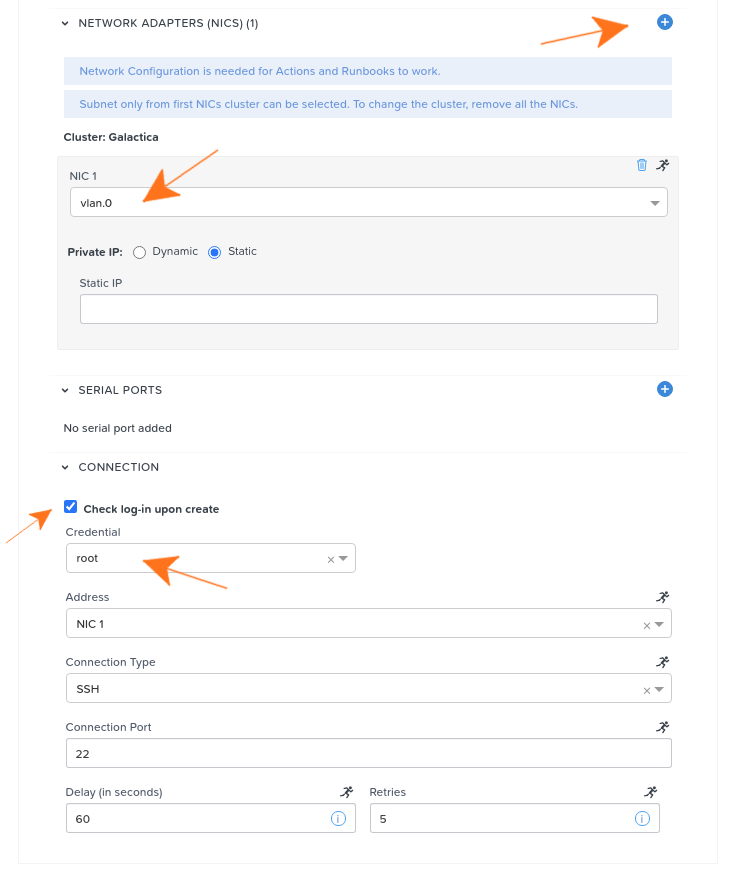 NETWORK ADAPTERS (NICS) (1)
Network Configuration is needed for Actions and Runbooks to work.
Subnet only from first NICs cluster can be selected. To change the cluster, remove all the NICs.
Cluster: Galactica
NIC 1
vlan.0
Private IP: Dynamic Static
Static IP
SERIAL PORTS
No serial port added
CONNECTION
Check log-in upon create
Credential
root
Address
NIC 1
Connection Type
SSH
Connection Port
22
Delay (in seconds) Retries
60 5